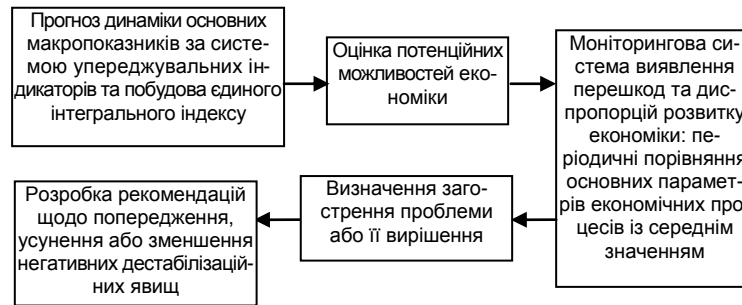 Прогноз динаміки основних
макропоказників за систе-
мою упереджувальних ін-
дикаторів та побудова єдиного
інтегрального індексу
Оцінка потенційних
можливостей еко-
номіки
Моніторингова си-
стема виявлення
перешкод та дис-
пропорцій розвитку
економіки: пе-
ріодичні порівняння
основних парамет-
рів економічних про-
цесів із середнім
значенням
Визначення заго-
стрення проблеми
або її вирішення
Розробка рекомендацій
щодо попередження,
усунення або зменшення
негативних дестабілізацій-
них явищ